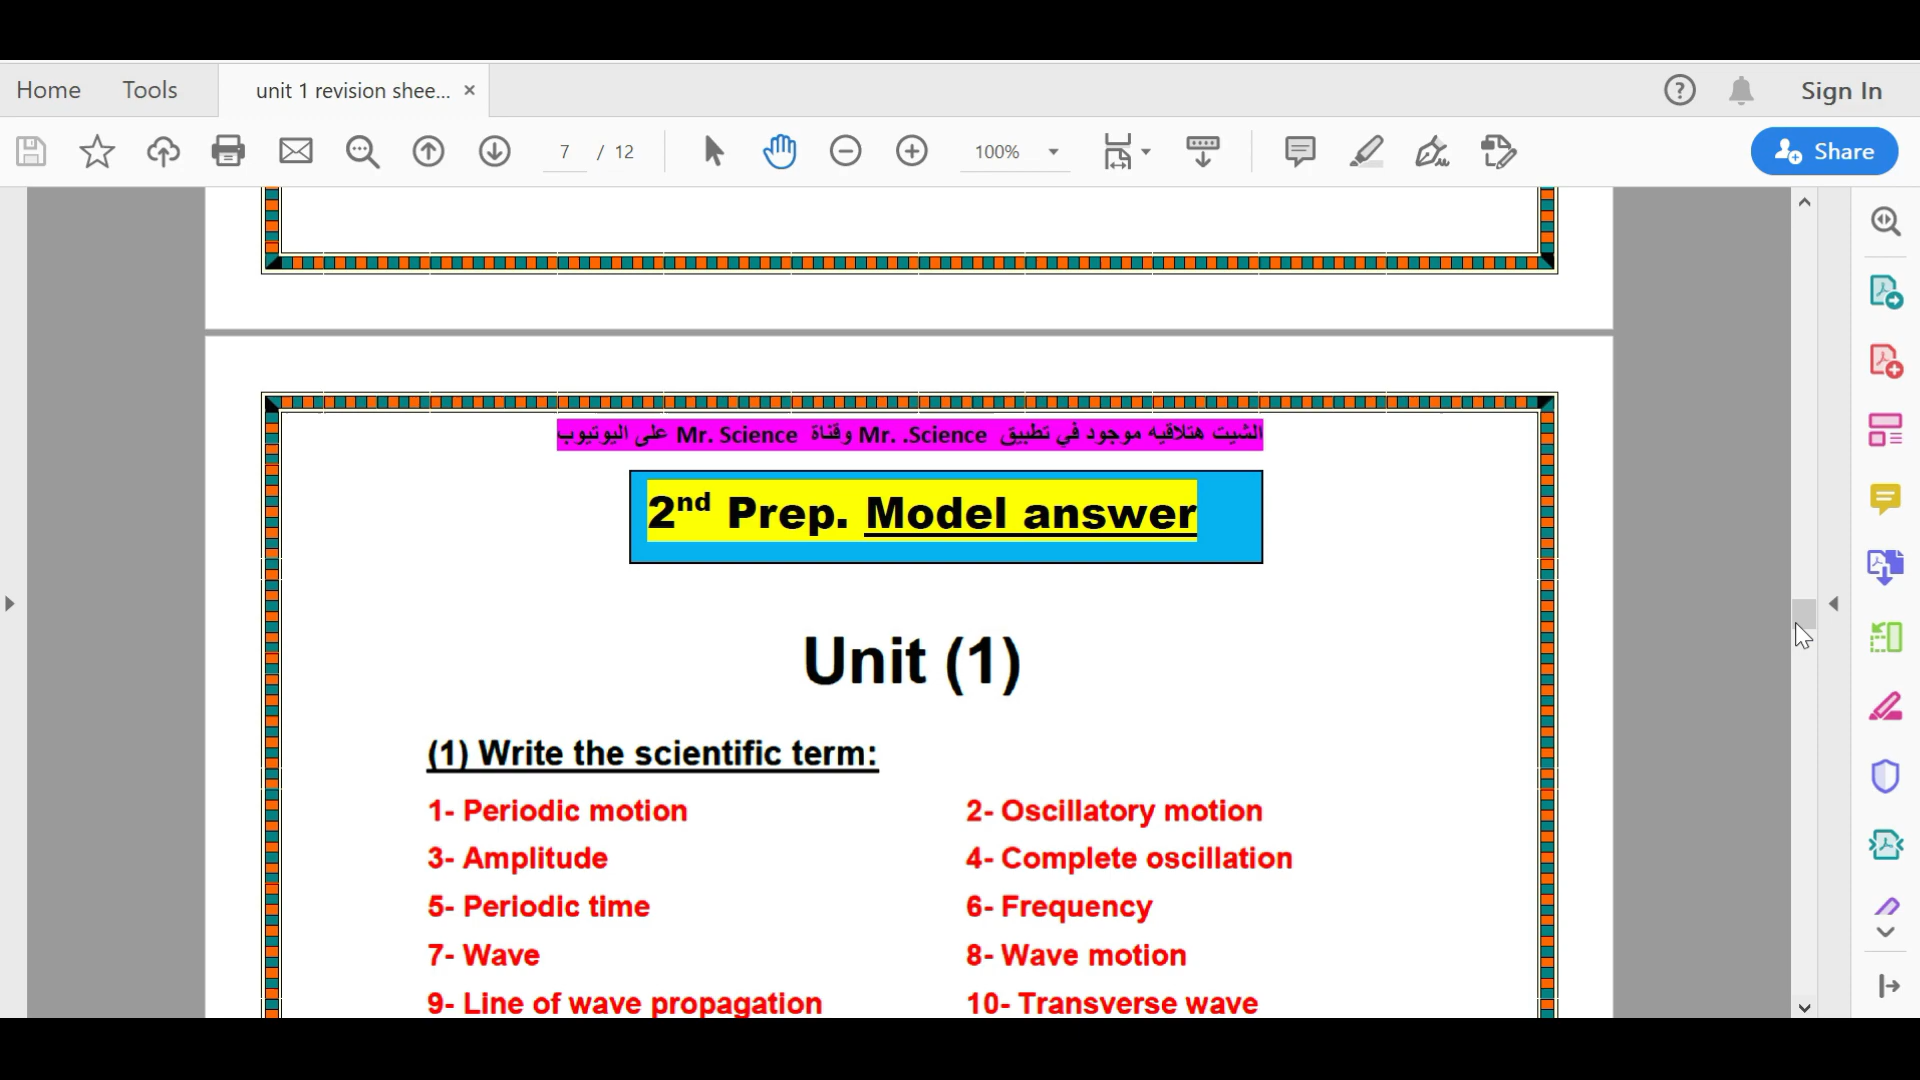 Home Tools unit 1 revision shee... × Sign In
7 / 12 100% Share
الشيت هتلاقيه موجود في تطبيق Mr. .Science وقناة Mr. Science على اليوتيوب
2nd Prep. Model answer
Unit (1)
(1) Write the scientific term:
1- Periodic motion 2- Oscillatory motion
3- Amplitude 4- Complete oscillation
5- Periodic time 6- Frequency
7- Wave 8- Wave motion
9- Line of wave propagation 10- Transverse wave